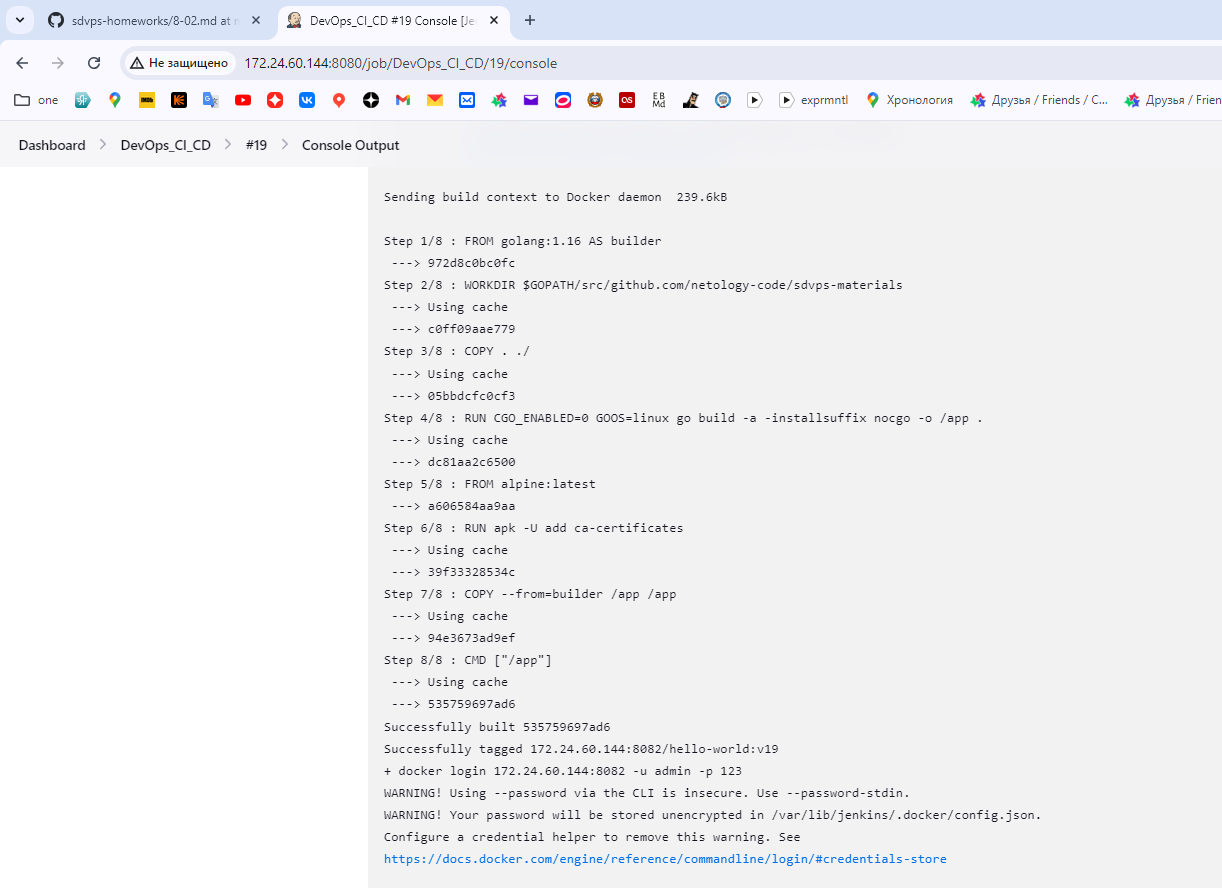 sdvps-homeworks/8-02.md at
DevOps_CI_CD #19 Console [Je
Не защищено
172.24.60.144:8080/job/DevOps_CI_CD/19/console
one
IMDb
VK
OS
EB
Md
exprmntl
Хронология
Друзья / Friends / C...
Друзья / Frien
Dashboard
DevOps_CI_CD
#19
Console Output
Sending build context to Docker daemon  239.6kB
Step 1/8 : FROM golang:1.16 AS builder
---> 972d8c0bc0fc
Step 2/8 : WORKDIR $GOPATH/src/github.com/netology-code/sdvps-materials
---> Using cache
---> c0ff09aae779
Step 3/8 : COPY . ./
---> Using cache
---> 05bbdcfc0cf3
Step 4/8 : RUN CGO_ENABLED=0 GOOS=linux go build -a -installsuffix nocgo -o /app .
---> Using cache
---> dc81aa2c6500
Step 5/8 : FROM alpine:latest
---> a606584aa9aa
Step 6/8 : RUN apk -U add ca-certificates
---> Using cache
---> 39f33328534c
Step 7/8 : COPY --from=builder /app /app
---> Using cache
---> 94e3673ad9ef
Step 8/8 : CMD ["/app"]
---> Using cache
---> 535759697ad6
Successfully built 535759697ad6
Successfully tagged 172.24.60.144:8082/hello-world:v19
+ docker login 172.24.60.144:8082 -u admin -p 123
WARNING! Using --password via the CLI is insecure. Use --password-stdin.
WARNING! Your password will be stored unencrypted in /var/lib/jenkins/.docker/config.json.
Configure a credential helper to remove this warning. See
https://docs.docker.com/engine/reference/commandline/login/#credentials-store